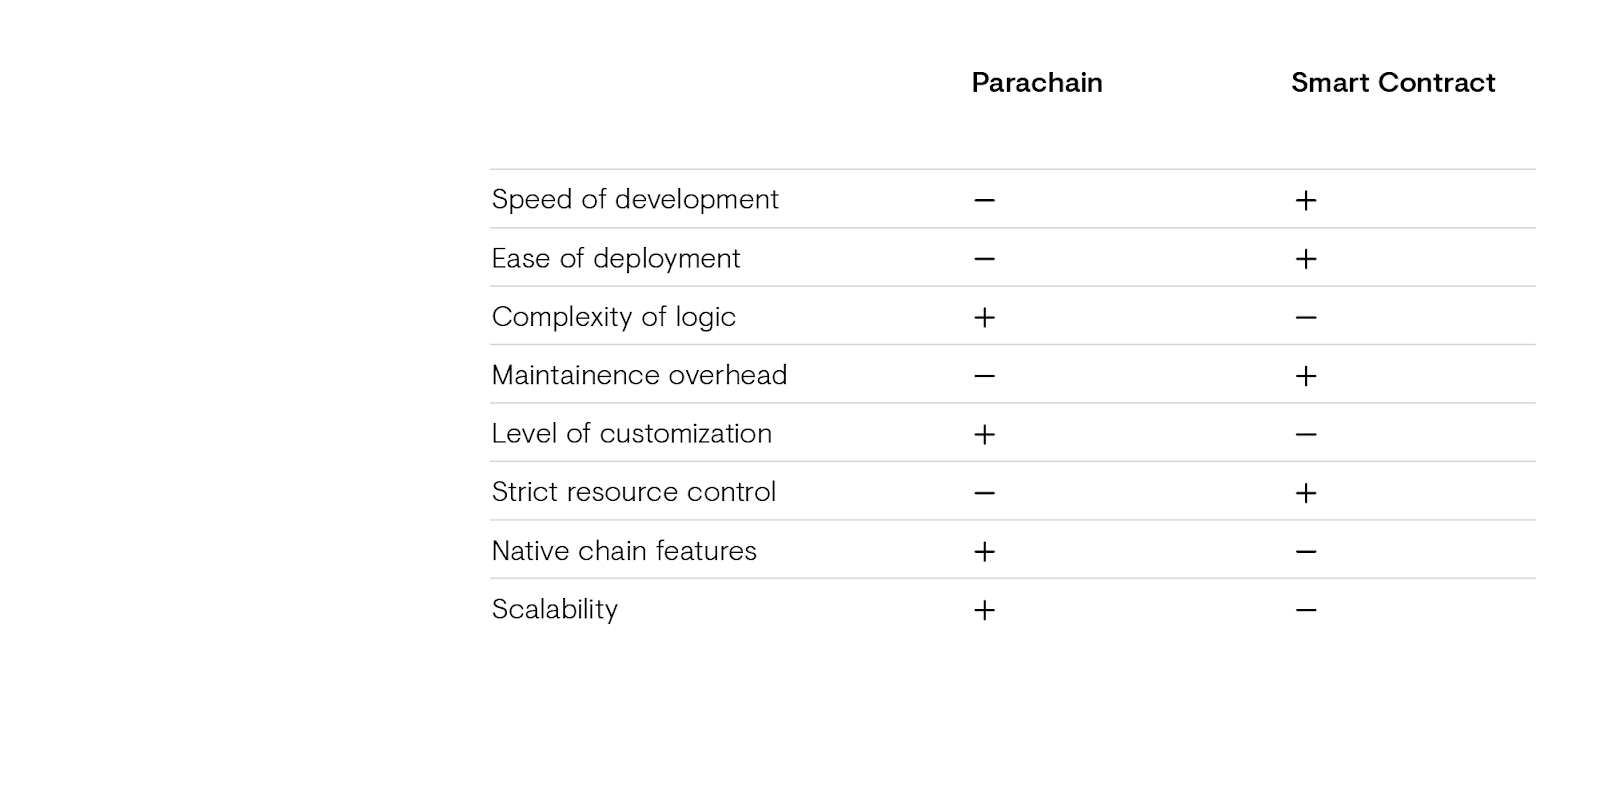 Parachain Smart Contract
Speed of development − +
Ease of deployment − +
Complexity of logic + −
Maintainence overhead − +
Level of customization + −
Strict resource control − +
Native chain features + −
Scalability + −